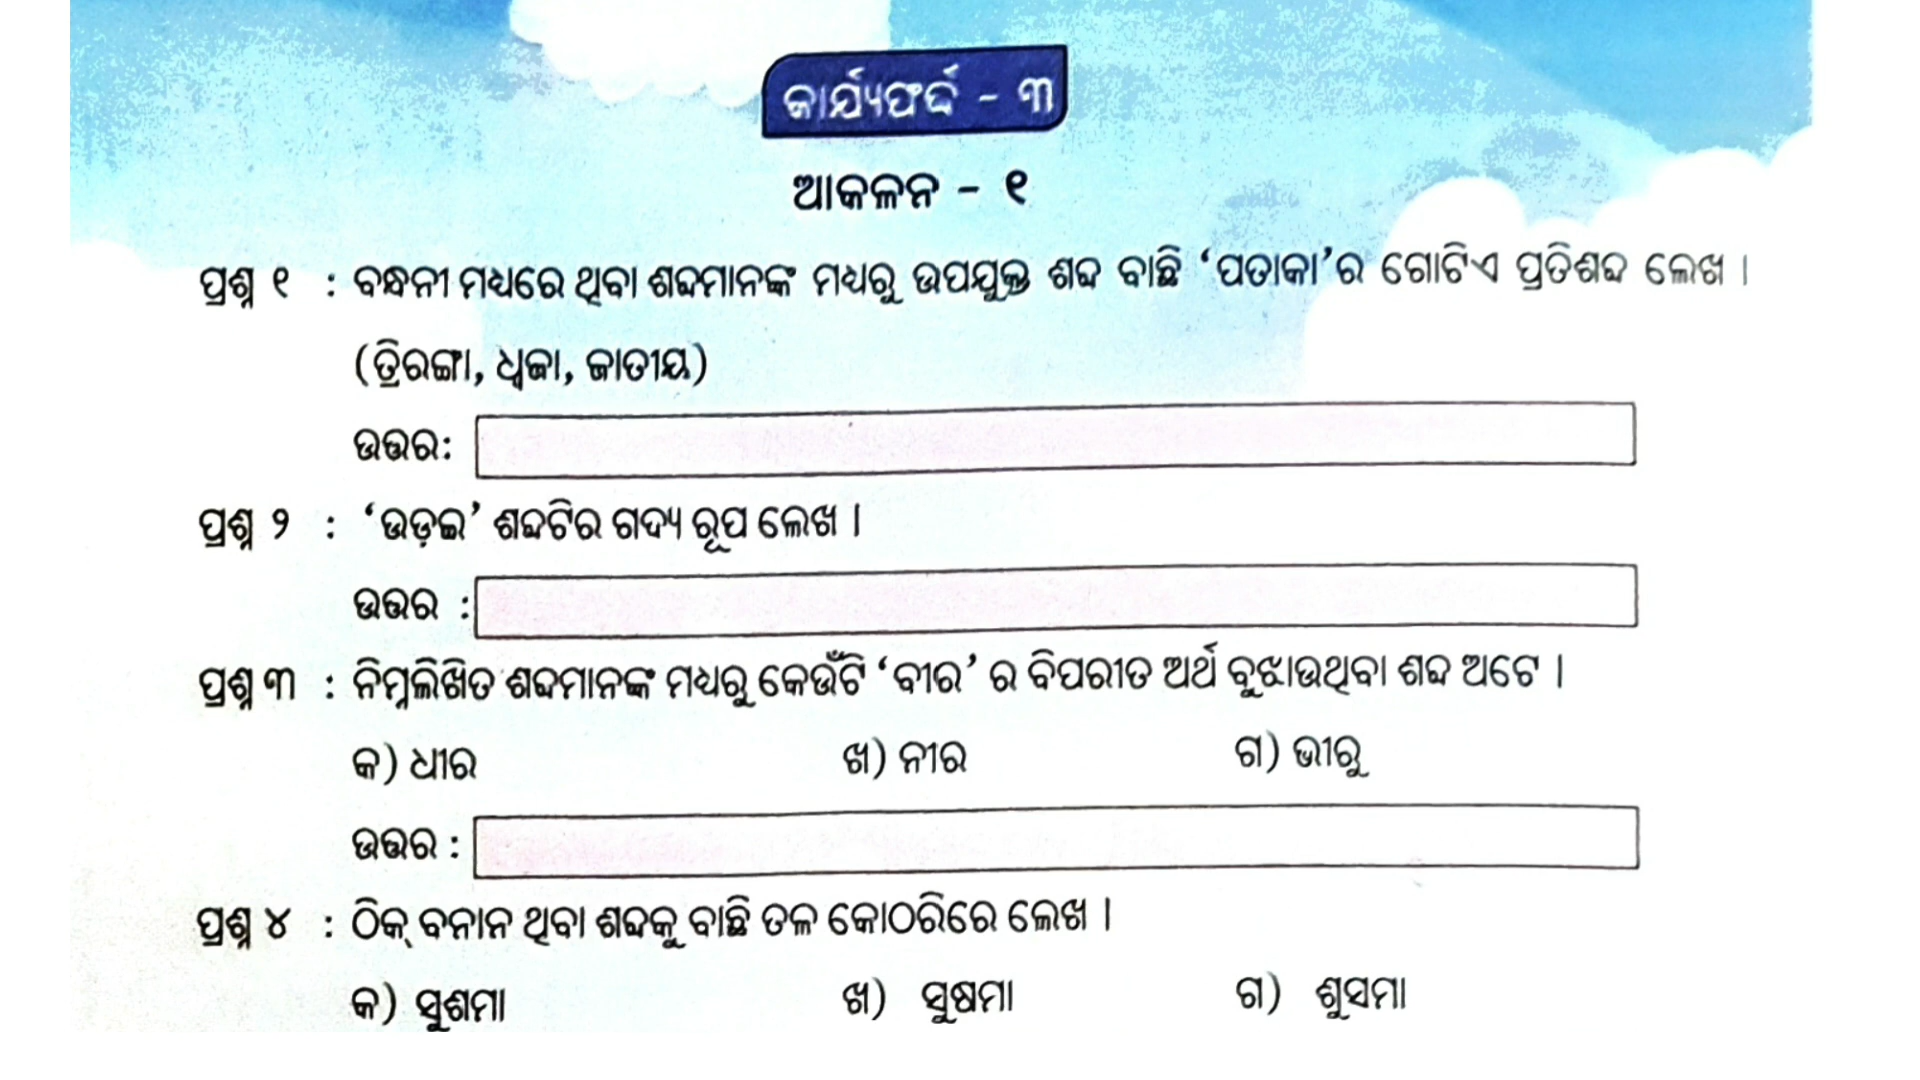 କାର୍ଯ୍ୟଫର୍ଦ୍ଦ - ୩
ଆକଳନ - ୧
ପ୍ରଶ୍ନ ୧ : ବନ୍ଧନୀ ମଧ୍ୟରେ ଥିବା ଶବ୍ଦମାନଙ୍କ ମଧ୍ୟରୁ ଉପଯୁକ୍ତ ଶବ୍ଦ ବାଛି ‘ପତାକା’ର ଗୋଟିଏ ପ୍ରତିଶବ୍ଦ ଲେଖ ।
(ତ୍ରିରଙ୍ଗା, ଧ୍ୱଜା, ଜାତୀୟ)
ଉତ୍ତର:
ପ୍ରଶ୍ନ ୨ : ‘ଉଡ଼ଇ’ ଶବ୍ଦଟିର ଗଦ୍ୟ ରୂପ ଲେଖ ।
ଉତ୍ତର :
ପ୍ରଶ୍ନ ୩ : ନିମ୍ନଲିଖିତ ଶବ୍ଦମାନଙ୍କ ମଧ୍ୟରୁ କେଉଁଟି ‘ବୀର’ ର ବିପରୀତ ଅର୍ଥ ବୁଝାଉଥିବା ଶବ୍ଦ ଅଟେ ।
କ) ଧୀର ଖ) ନୀର ଗ) ଭୀରୁ
ଉତ୍ତର :
ପ୍ରଶ୍ନ ୪ : ଠିକ୍ ବନାନ ଥିବା ଶବ୍ଦକୁ ବାଛି ତଳ କୋଠରିରେ ଲେଖ ।
କ) ସୁଶମା ଖ) ସୁଷମା ଗ) ଶୁସମା